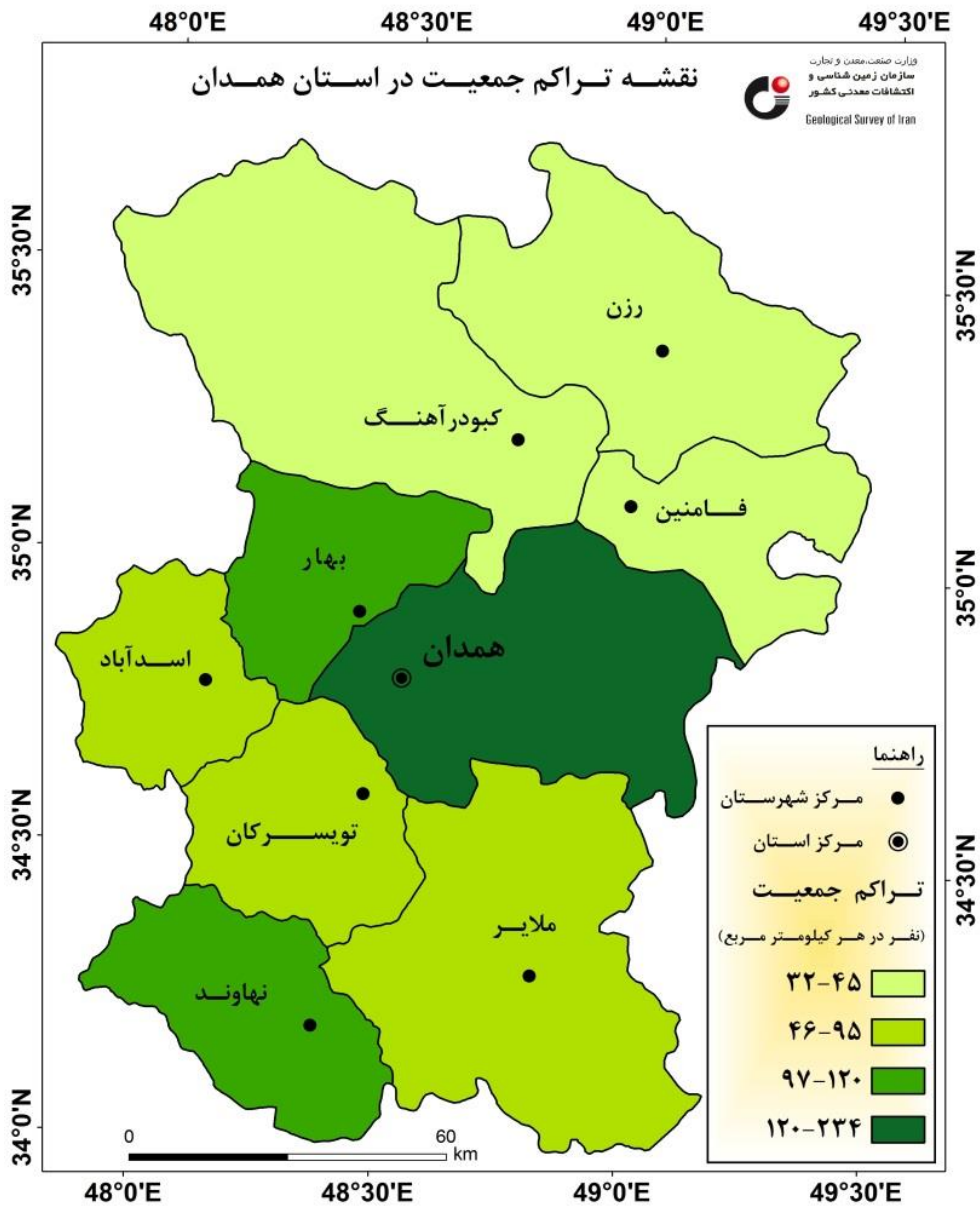 48°0'E 48°30'E 49°0'E 49°30'E
نقشه تراکم جمعیت در استان همدان
وزارت صنعت، معدن و تجارت
سازمان زمین شناسی و
اکتشافات معدنی کشور
Geological Survey of Iran
35°30'N
35°30'N
رزن
کبودرآهنگ
فامنین
35°0'N
35°0'N
بهار
همدان
اسدآباد
تویسرکان
34°30'N
34°30'N
ملایر
نهاوند
34°0'N
راهنما
مرکز شهرستان
مرکز استان
تراکم جمعیت
(نفر در هر کیلومتر مربع)
۳۲-۴۵
۴۶-۹۵
۹۷-۱۲۰
۱۲۰-۲۳۴
0 60
km
34°0'N
48°0'E 48°30'E 49°0'E 49°30'E